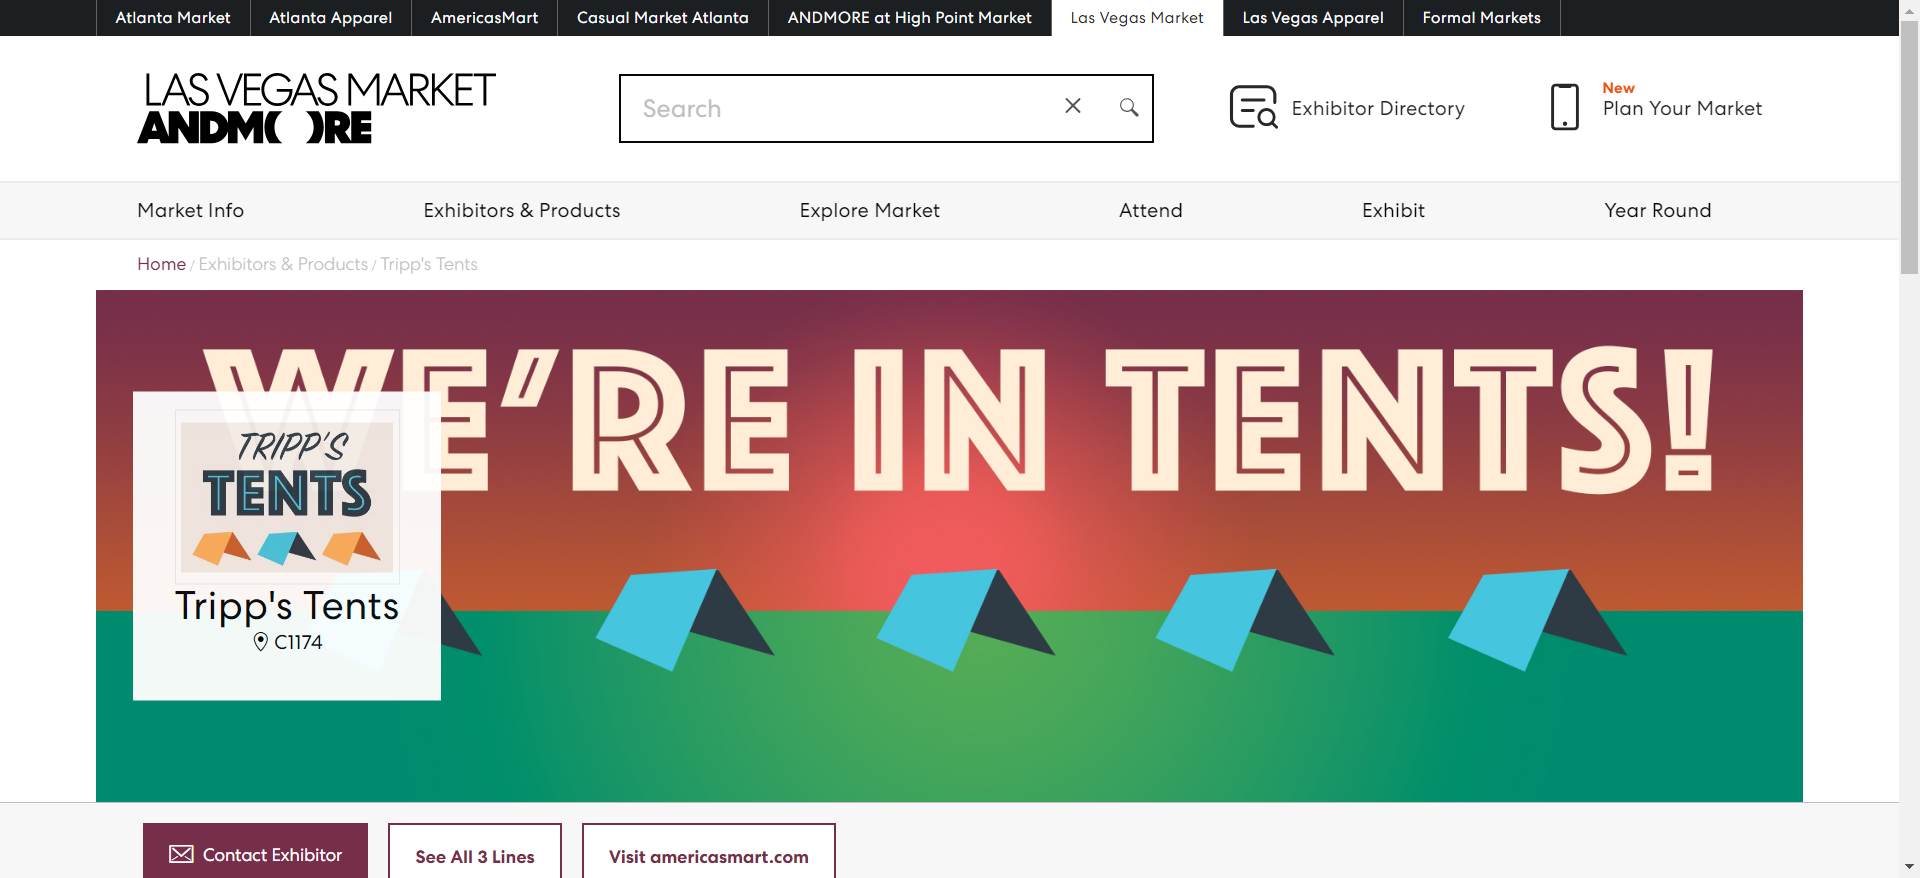 Atlanta Market
Atlanta Apparel
AmericasMart
Casual Market Atlanta
ANDMORE at High Point Market
Las Vegas Market
Las Vegas Apparel
Formal Markets
LAS VEGAS MARKET
ANDM( )RE
Search
Exhibitor Directory
New
Plan Your Market
Market Info
Exhibitors & Products
Explore Market
Attend
Exhibit
Year Round
Home / Exhibitors & Products / Tripp's Tents
WE'RE IN TENTS!
TRIPP'S
TENTS
Tripp's Tents
C1174
Contact Exhibitor
See All 3 Lines
Visit americasmart.com